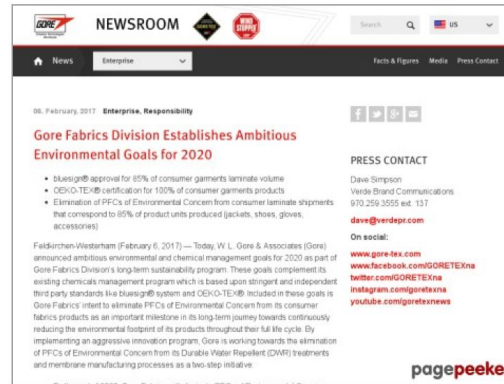 GORE
NEWSROOM
GORE-TEX
WIND
STOPPER
Search
US
News
Enterprise
Facts & Figures Media Press Contact
06. February, 2017 Enterprise, Responsibility
Gore Fabrics Division Establishes Ambitious
Environmental Goals for 2020
bluesign® approval for 85% of consumer garments laminate volume
OEKO-TEX® certification for 100% of consumer garments products
Elimination of PFCs of Environmental Concern from consumer laminate shipments
that correspond to 85% of product units produced (jackets, shoes, gloves,
accessories)
Feldkirchen-Westerham (February 6, 2017) — Today, W. L. Gore & Associates (Gore)
announced ambitious environmental and chemical management goals for 2020 as part of
Gore Fabrics Division's long-term sustainability program. These goals complement its
existing chemicals management program which is based upon stringent and independent
third party standards like bluesign® system and OEKO-TEX®. Included in these goals is
Gore Fabrics' intent to eliminate PFCs of Environmental Concern from its consumer
fabrics products as an important milestone in its long-term journey towards continuously
reducing the environmental footprint of its products throughout their full life cycle. By
implementing an aggressive innovation program, Gore is working towards the elimination
of PFCs of Environmental Concern from its Durable Water Repellent (DWR) treatments
and membrane manufacturing processes as a two-step initiative.
PRESS CONTACT
Dave Simpson
Verde Brand Communications
970.259.3555 ext. 137
dave@verdepr.com
On social:
www.gore-tex.com
www.facebook.com/GORETEXna
twitter.com/GORETEXna
instagram.com/goretexna
youtube.com/goretexnews
pagepeeke